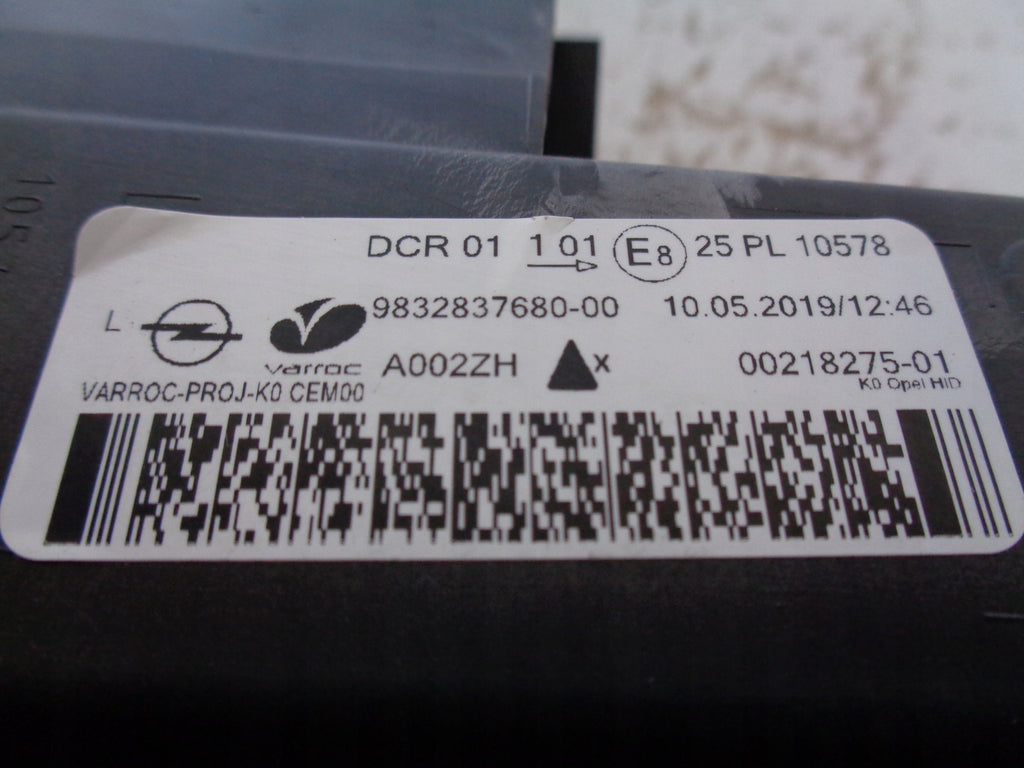 105
DCR 01 1 01 E8 25 PL 10578
9832837680-00 10.05.2019/12:46
L varroc A002ZH X 00218275-01
VARROC-PROJ-K0 CEM00 K0 Opel HID